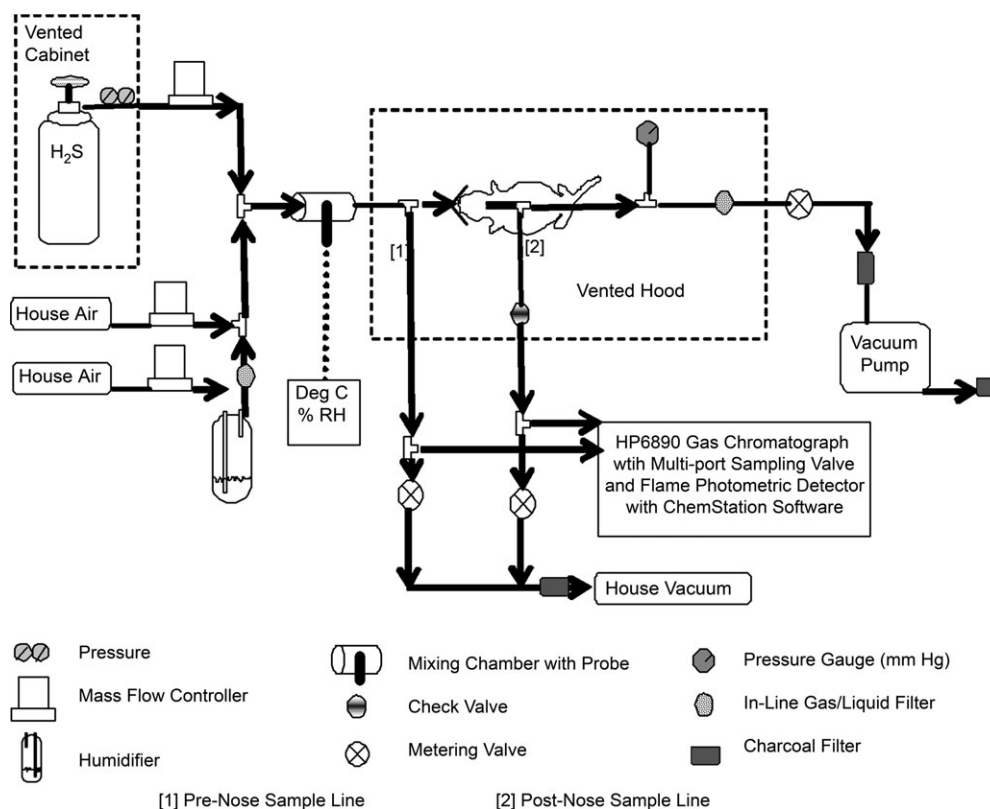 Vented
Cabinet
H₂S
House Air
House Air
Deg C
% RH
[1]
[2]
Vented Hood
Vacuum
Pump
HP6890 Gas Chromatograph
wtih Multi-port Sampling Valve
and Flame Photometric Detector
with ChemStation Software
House Vacuum
Pressure
Mass Flow Controller
Humidifier
Mixing Chamber with Probe
Check Valve
Metering Valve
Pressure Gauge (mm Hg)
In-Line Gas/Liquid Filter
Charcoal Filter
[1] Pre-Nose Sample Line
[2] Post-Nose Sample Line